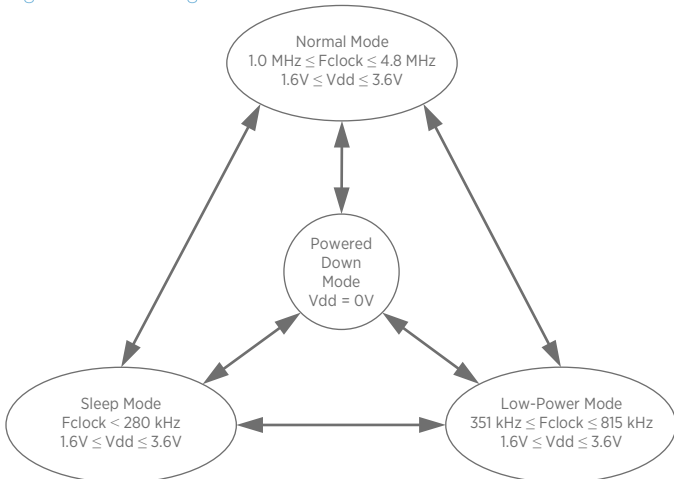 Normal Mode
1.0 MHz ≤ Fclock ≤ 4.8 MHz
1.6V ≤ Vdd ≤ 3.6V
Powered
Down
Mode
Vdd = 0V
Sleep Mode
Fclock < 280 kHz
1.6V ≤ Vdd ≤ 3.6V
Low-Power Mode
351 kHz ≤ Fclock ≤ 815 kHz
1.6V ≤ Vdd ≤ 3.6V